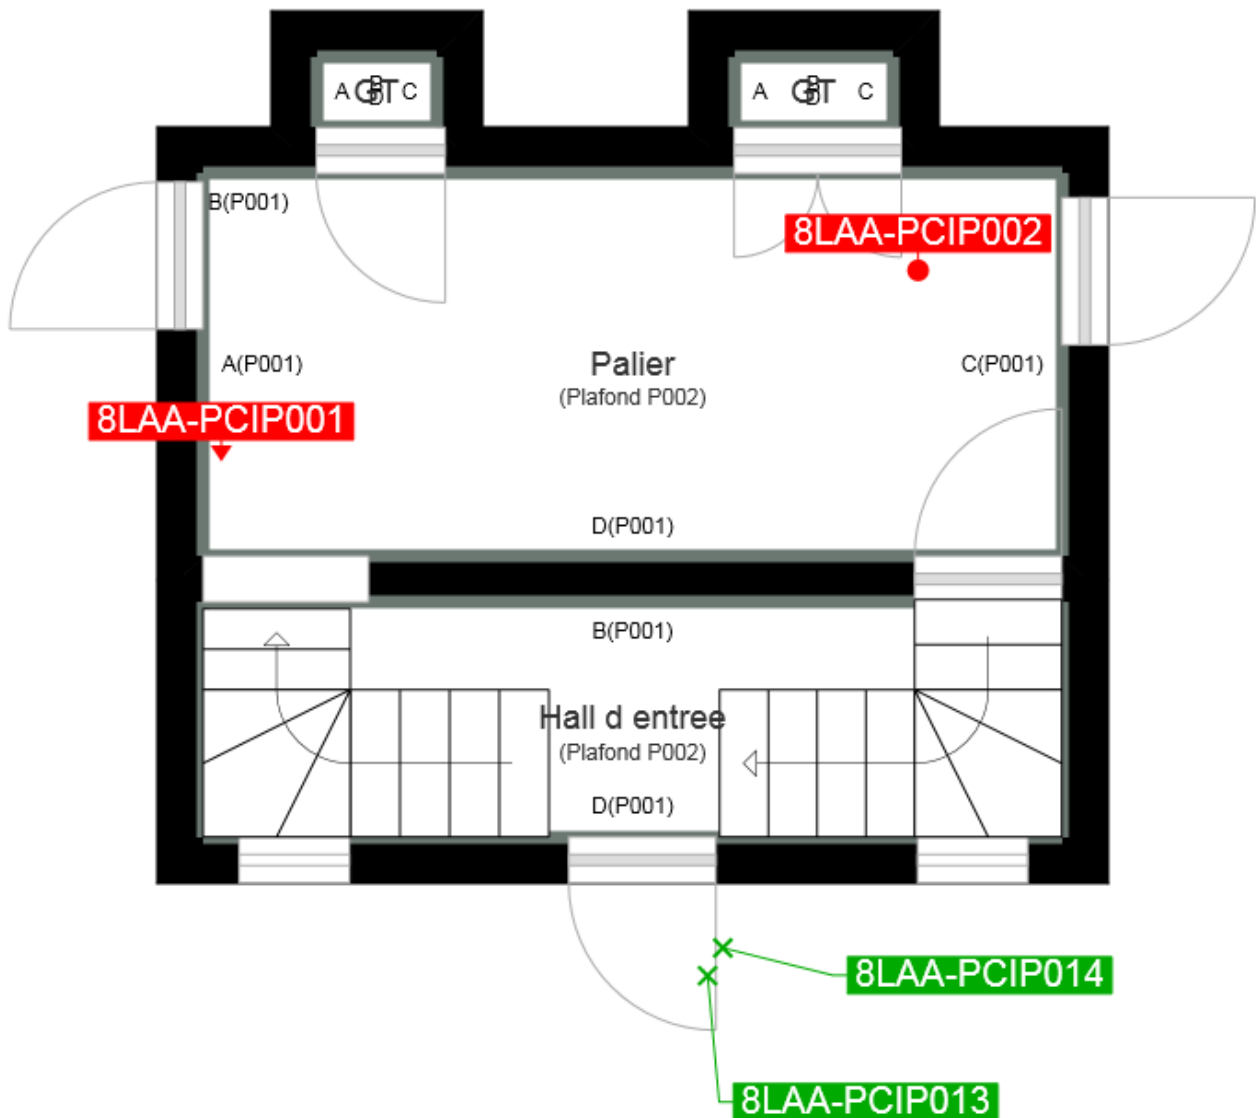 A GT B D C
A GT B D C
B(P001)
8LAA-PCIP002
A(P001)
Palier
C(P001)
(Plafond P002)
8LAA-PCIP001
D(P001)
B(P001)
Hall d entree
(Plafond P002)
D(P001)
8LAA-PCIP014
8LAA-PCIP013